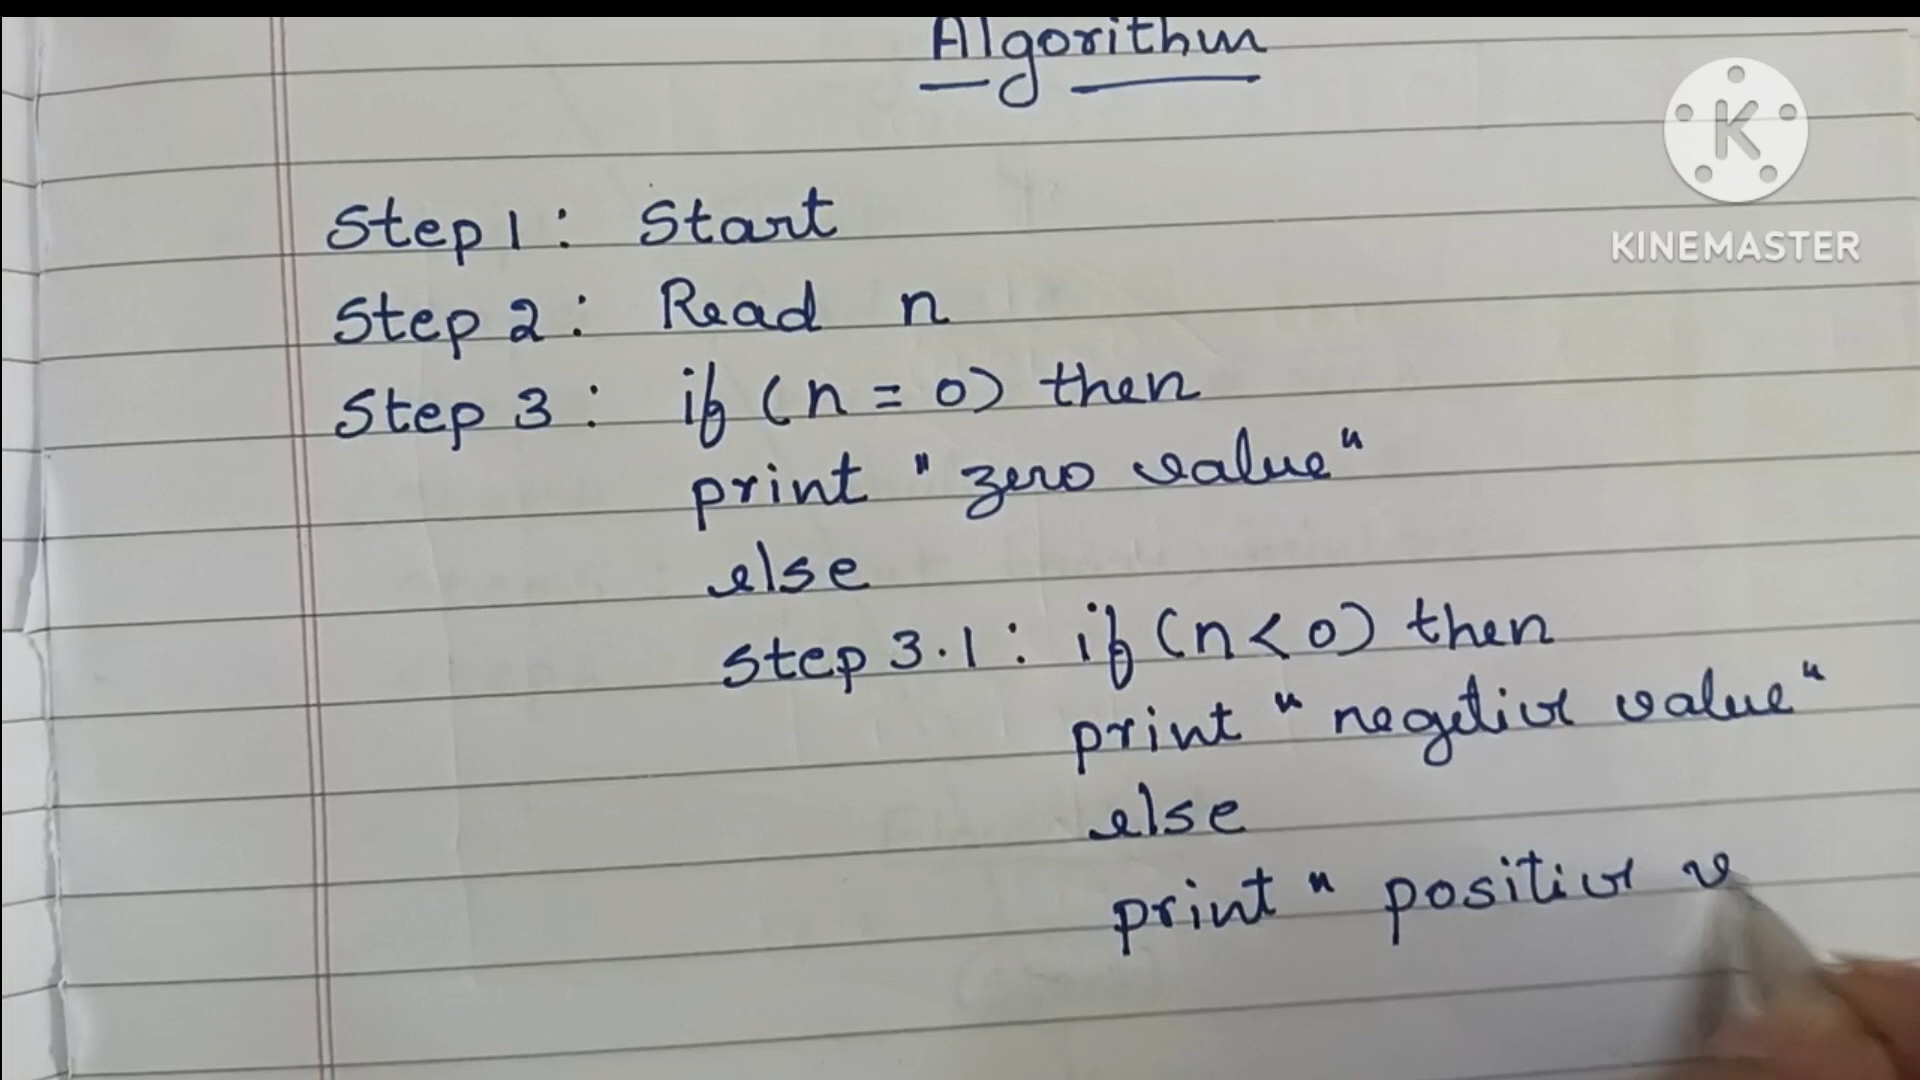 Algorithm
KINEMASTER
Step 1: Start
Step 2: Read n
Step 3: if (n = 0) then
print "zero value"
else
Step 3.1: if (n < 0) then
print "negetive value"
else
print "positive v